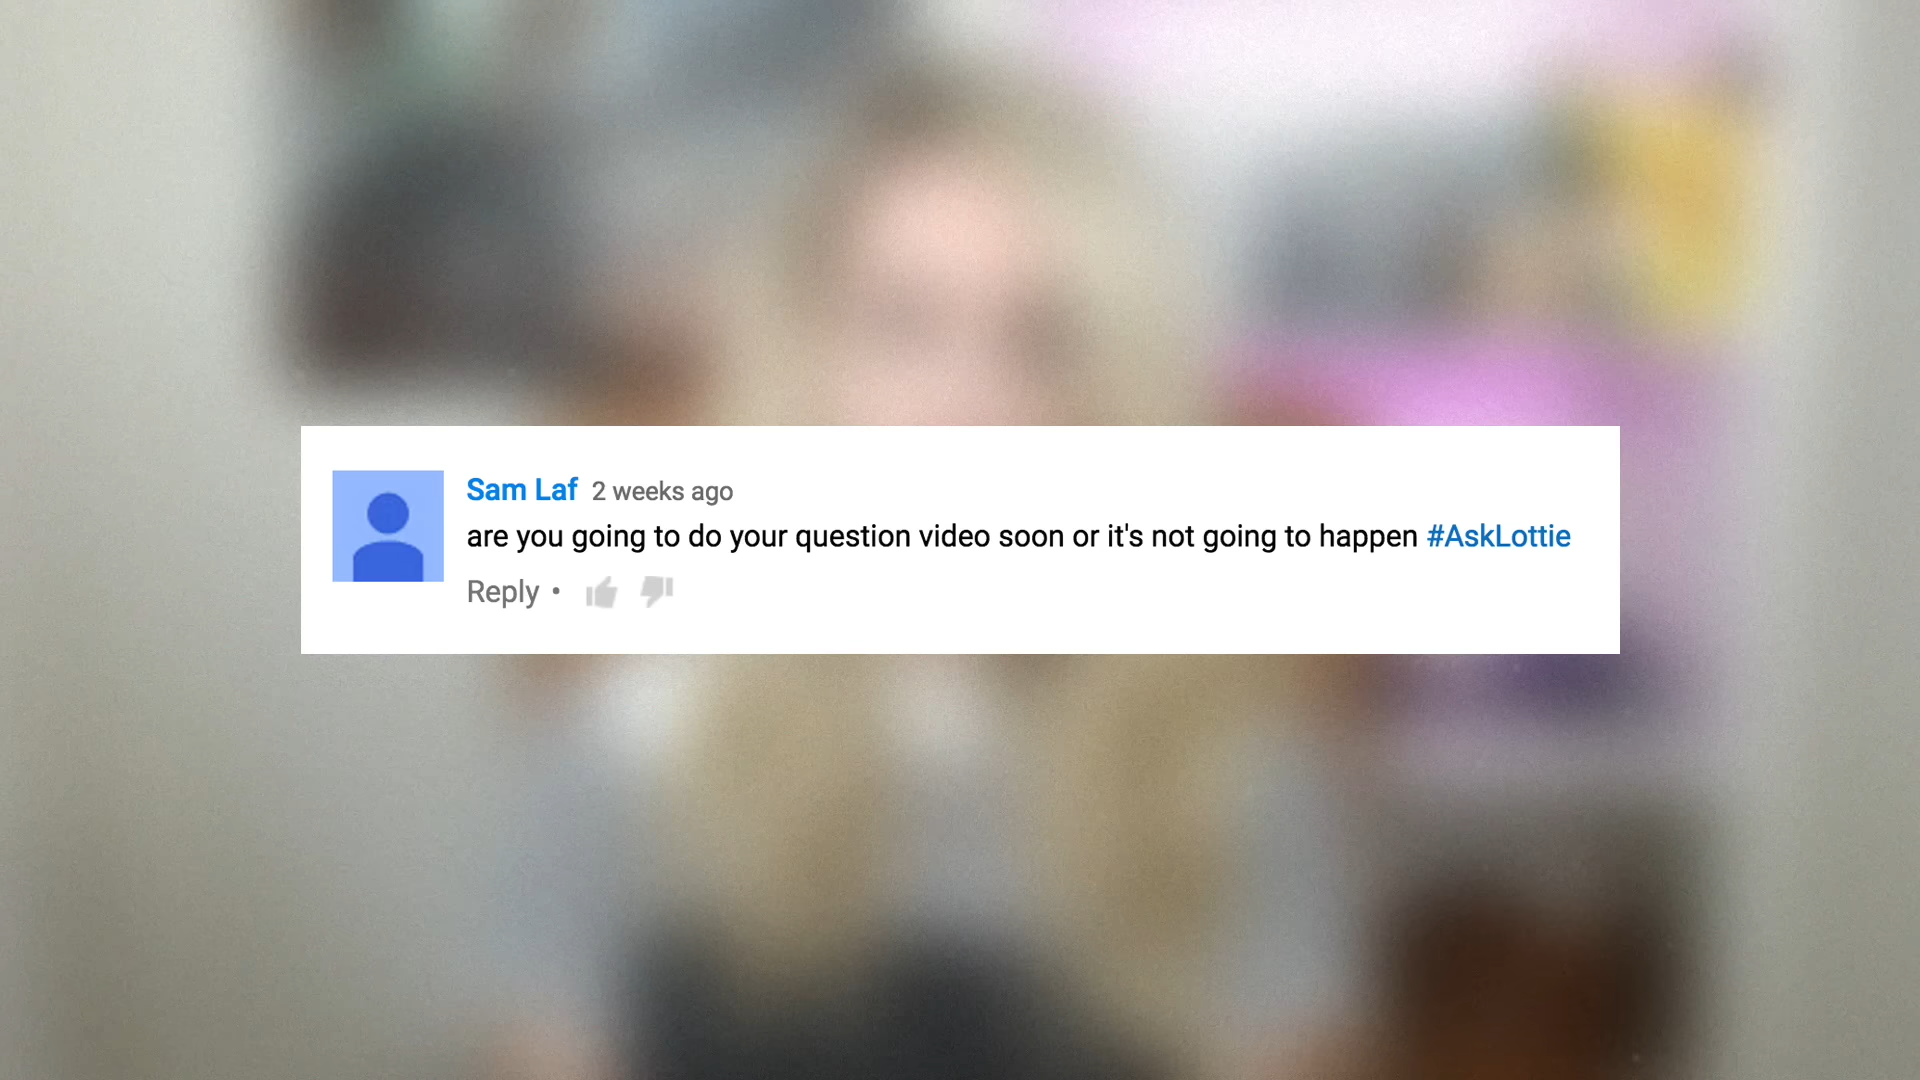 Sam Laf 2 weeks ago
are you going to do your question video soon or it's not going to happen #AskLottie
Reply •